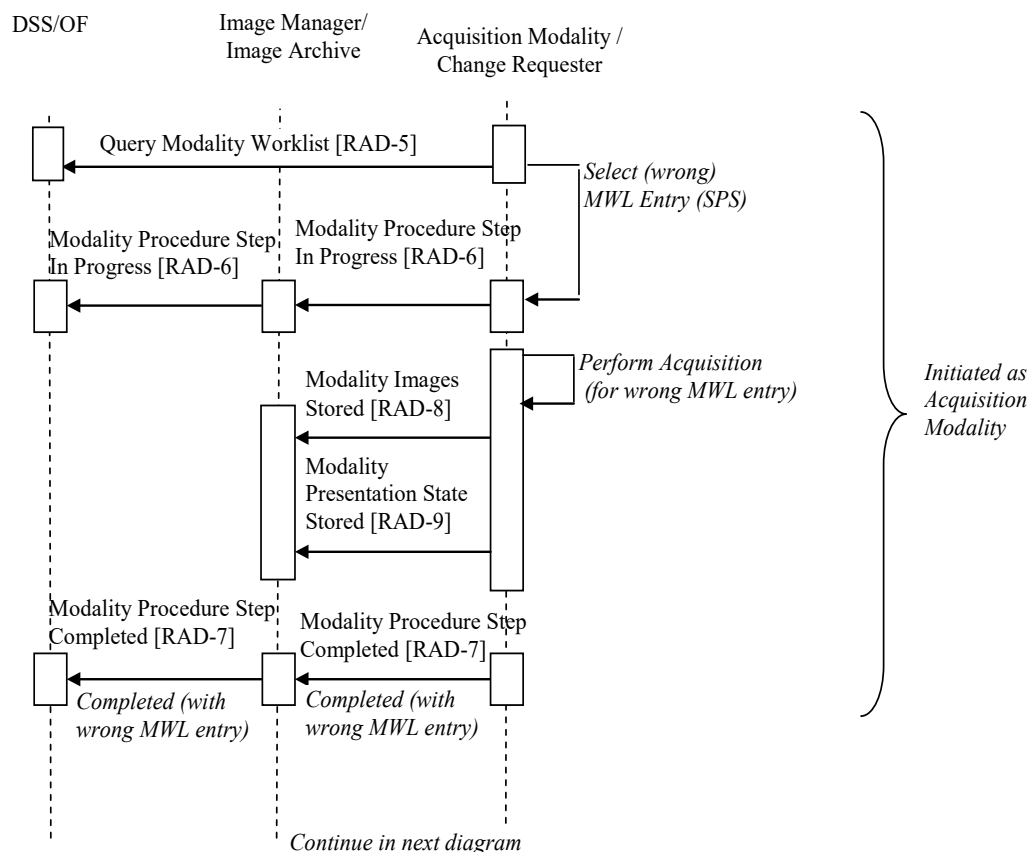 DSS/OF
Image Manager/
Image Archive
Acquisition Modality /
Change Requester
Query Modality Worklist [RAD-5]
Select (wrong)
MWL Entry (SPS)
Modality Procedure Step
In Progress [RAD-6]
Modality Procedure Step
In Progress [RAD-6]
Perform Acquisition
(for wrong MWL entry)
Modality Images
Stored [RAD-8]
Initiated as
Acquisition
Modality
Modality
Presentation State
Stored [RAD-9]
Modality Procedure Step
Completed [RAD-7]
Modality Procedure Step
Completed [RAD-7]
Completed (with
wrong MWL entry)
Completed (with
wrong MWL entry)
Continue in next diagram